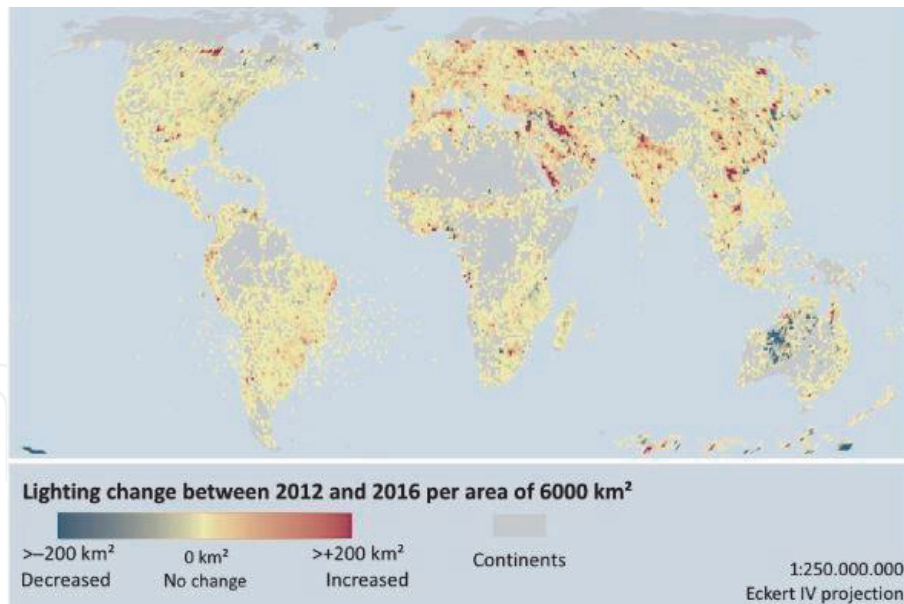 Lighting change between 2012 and 2016 per area of 6000 km²
>−200 km² 0 km² >+200 km² Continents
Decreased No change Increased
1:250.000.000
Eckert IV projection